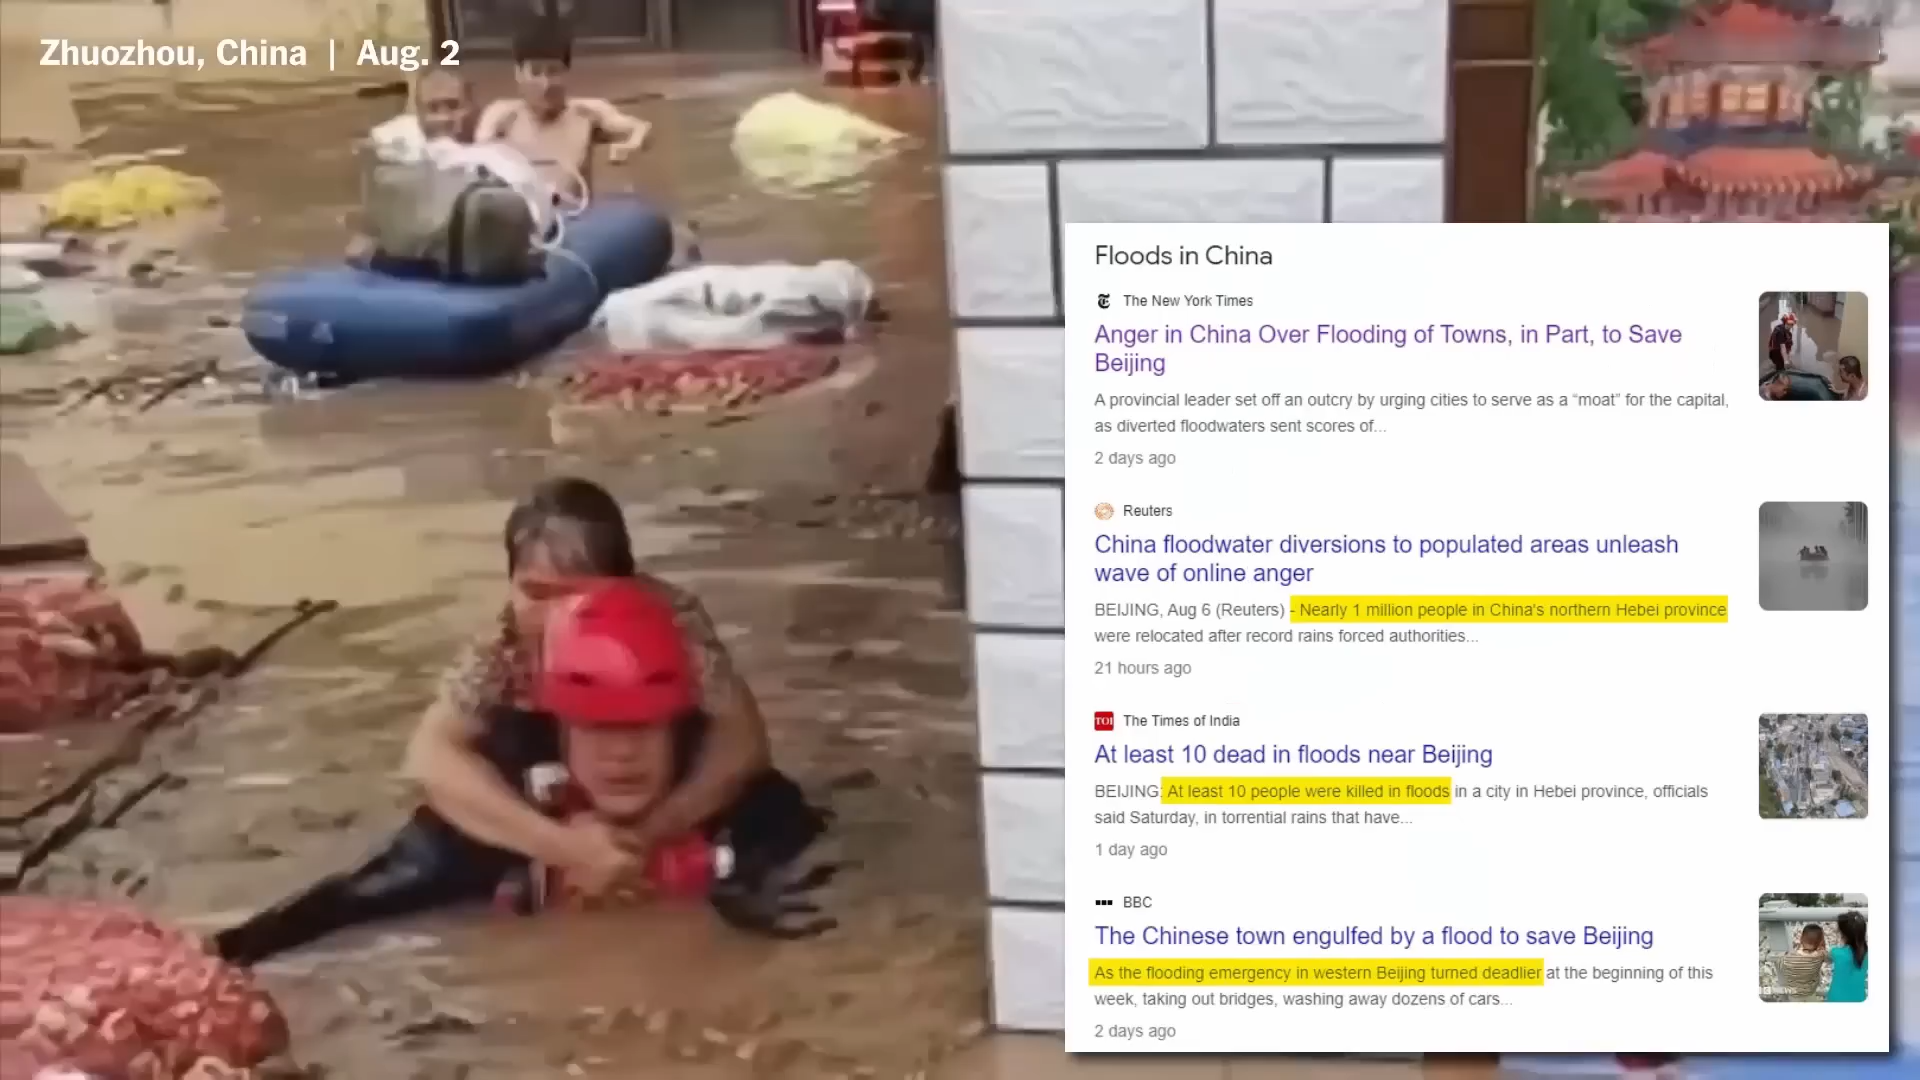 Zhuozhou, China | Aug. 2
Floods in China
The New York Times
Anger in China Over Flooding of Towns, in Part, to Save
Beijing
A provincial leader set off an outcry by urging cities to serve as a “moat” for the capital,
as diverted floodwaters sent scores of...
2 days ago
Reuters
China floodwater diversions to populated areas unleash
wave of online anger
BEIJING, Aug 6 (Reuters) - Nearly 1 million people in China's northern Hebei province
were relocated after record rains forced authorities...
21 hours ago
TOI The Times of India
At least 10 dead in floods near Beijing
BEIJING: At least 10 people were killed in floods in a city in Hebei province, officials
said Saturday, in torrential rains that have...
1 day ago
BBC
The Chinese town engulfed by a flood to save Beijing
As the flooding emergency in western Beijing turned deadlier at the beginning of this
week, taking out bridges, washing away dozens of cars...
2 days ago